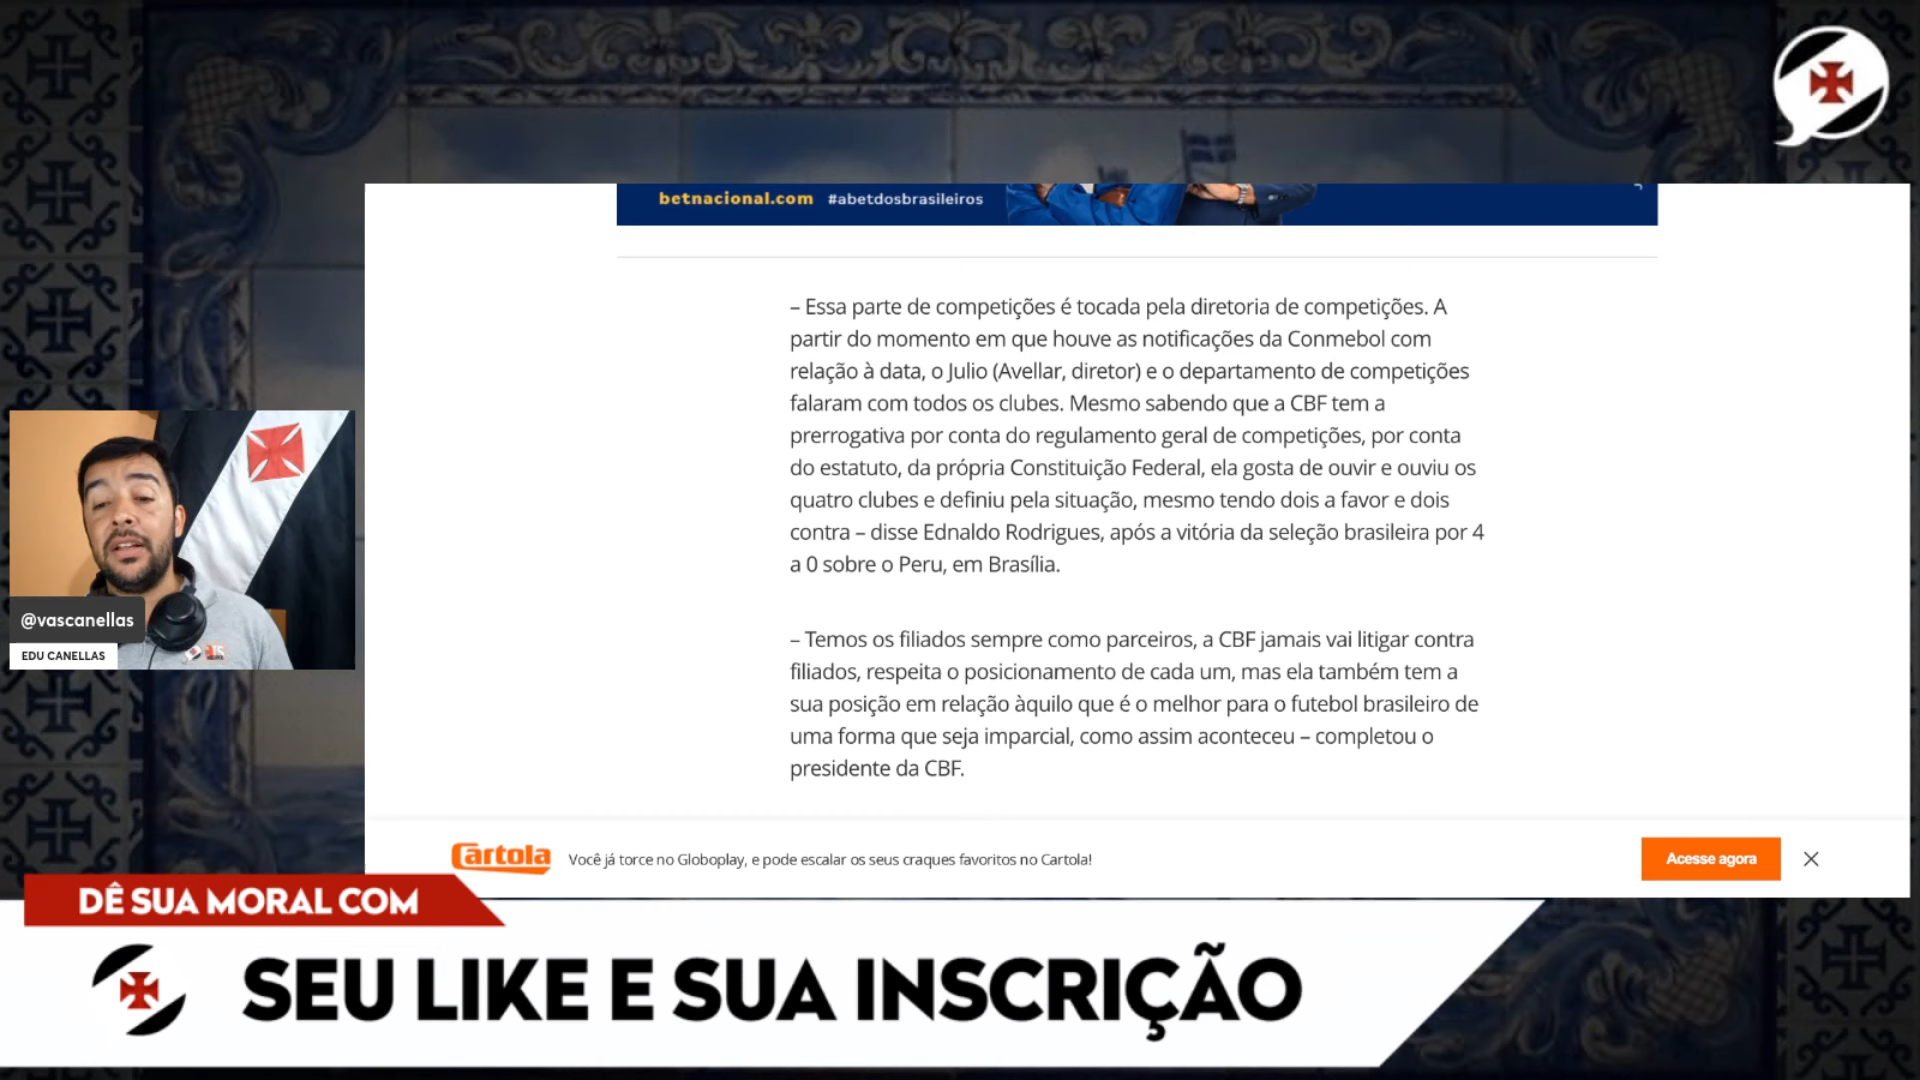 betnacional.com #abetdosbrasileiros
– Essa parte de competições é tocada pela diretoria de competições. A
partir do momento em que houve as notificações da Conmebol com
relação à data, o Julio (Avellar, diretor) e o departamento de competições
falaram com todos os clubes. Mesmo sabendo que a CBF tem a
prerrogativa por conta do regulamento geral de competições, por conta
do estatuto, da própria Constituição Federal, ela gosta de ouvir e ouviu os
quatro clubes e definiu pela situação, mesmo tendo dois a favor e dois
contra – disse Ednaldo Rodrigues, após a vitória da seleção brasileira por 4
a 0 sobre o Peru, em Brasília.
– Temos os filiados sempre como parceiros, a CBF jamais vai litigar contra
filiados, respeita o posicionamento de cada um, mas ela também tem a
sua posição em relação àquilo que é o melhor para o futebol brasileiro de
uma forma que seja imparcial, como assim aconteceu – completou o
presidente da CBF.
@vascanellas
EDU CANELLAS
Cartola Você já torce no Globoplay, e pode escalar os seus craques favoritos no Cartola! Acesse agora
DÊ SUA MORAL COM
SEU LIKE E SUA INSCRIÇÃO